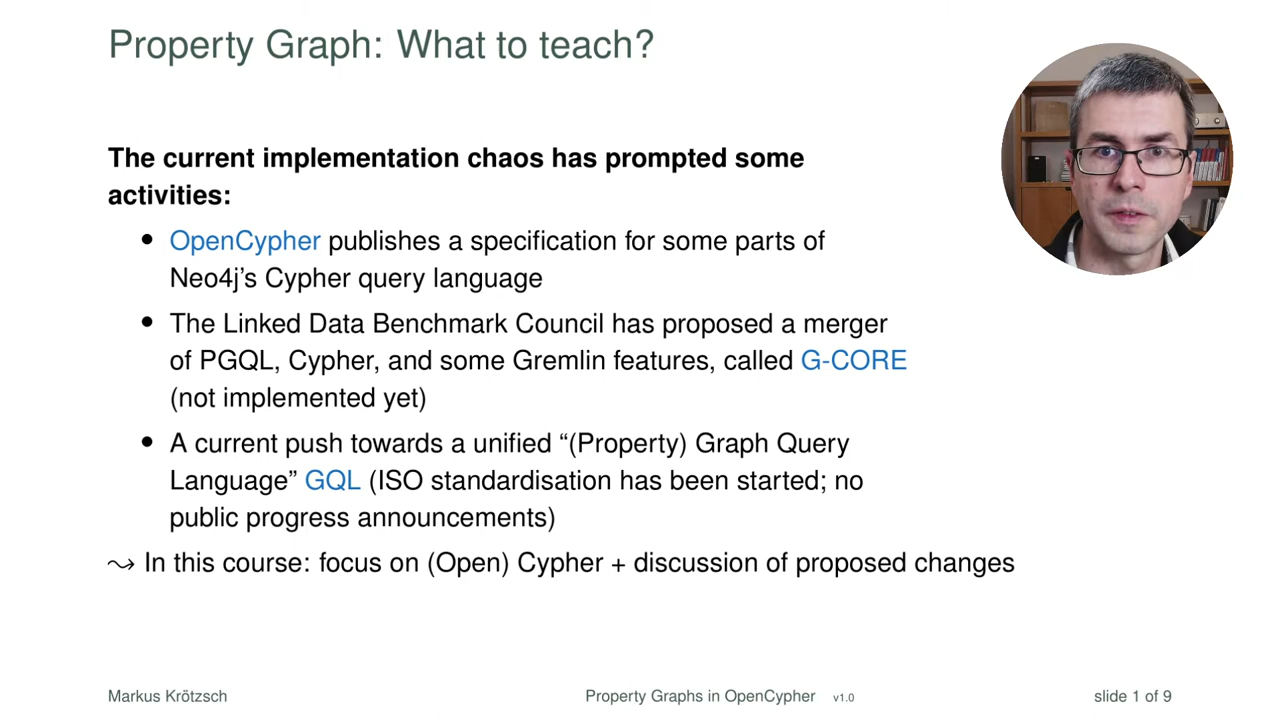 Property Graph: What to teach?
The current implementation chaos has prompted some
activities:
• OpenCypher publishes a specification for some parts of
Neo4j’s Cypher query language
• The Linked Data Benchmark Council has proposed a merger
of PGQL, Cypher, and some Gremlin features, called G-CORE
(not implemented yet)
• A current push towards a unified “(Property) Graph Query
Language” GQL (ISO standardisation has been started; no
public progress announcements)
⤳ In this course: focus on (Open) Cypher + discussion of proposed changes
Markus Krötzsch Property Graphs in OpenCypher v1.0 slide 1 of 9